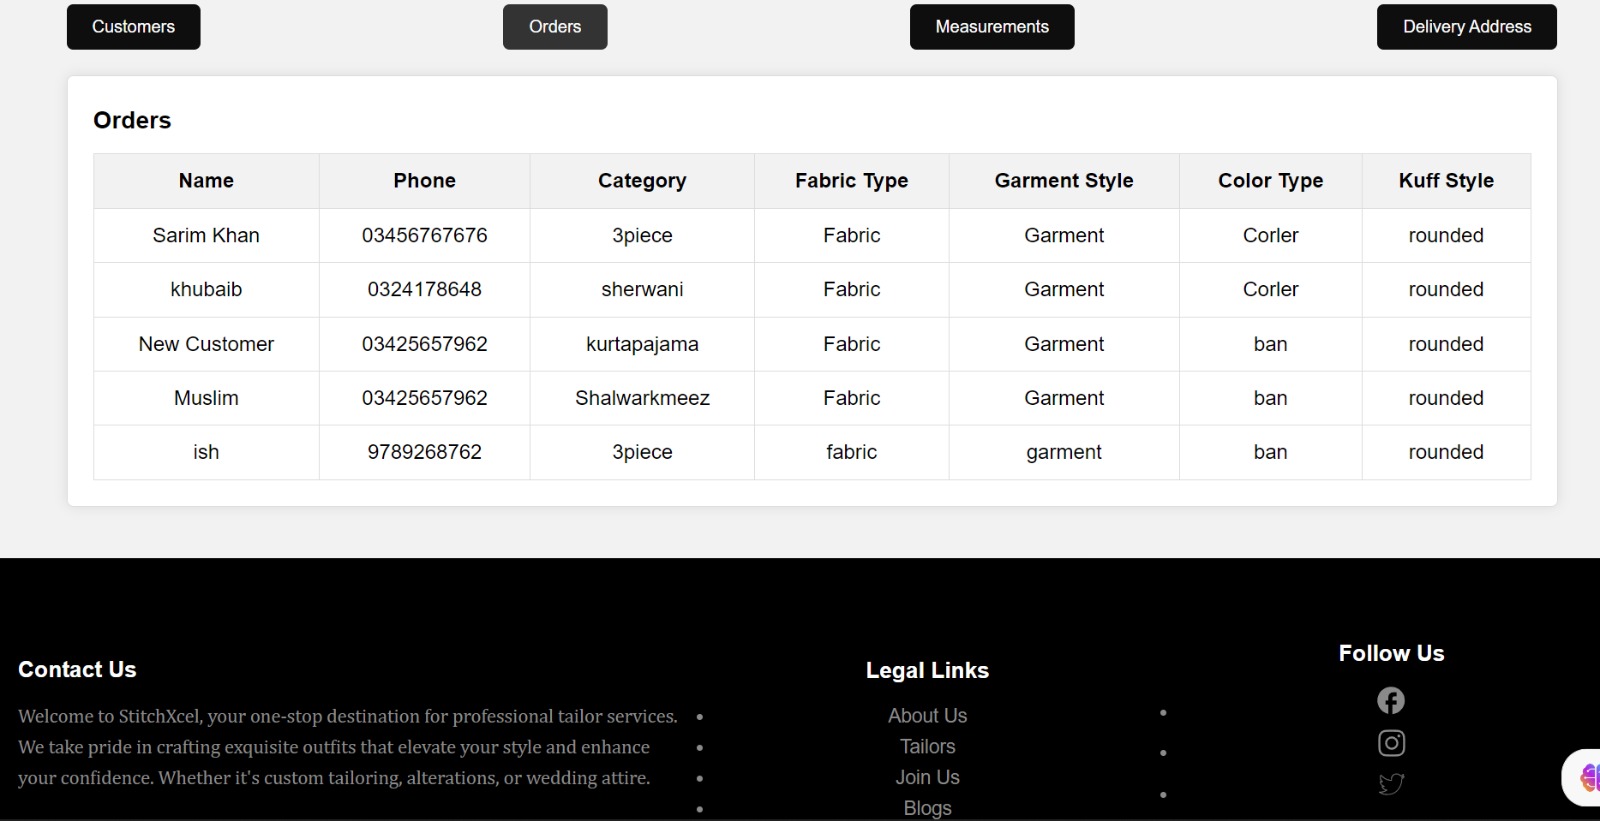 Customers Orders Measurements Delivery Address
Orders
Name Phone Category Fabric Type Garment Style Color Type Kuff Style
Sarim Khan 03456767676 3piece Fabric Garment Corler rounded
khubaib 0324178648 sherwani Fabric Garment Corler rounded
New Customer 03425657962 kurtapajama Fabric Garment ban rounded
Muslim 03425657962 Shalwarkmeez Fabric Garment ban rounded
ish 9789268762 3piece fabric garment ban rounded
Contact Us
Welcome to StitchXcel, your one-stop destination for professional tailor services.
We take pride in crafting exquisite outfits that elevate your style and enhance
your confidence. Whether it's custom tailoring, alterations, or wedding attire.
Legal Links
About Us
Tailors
Join Us
Blogs
Follow Us